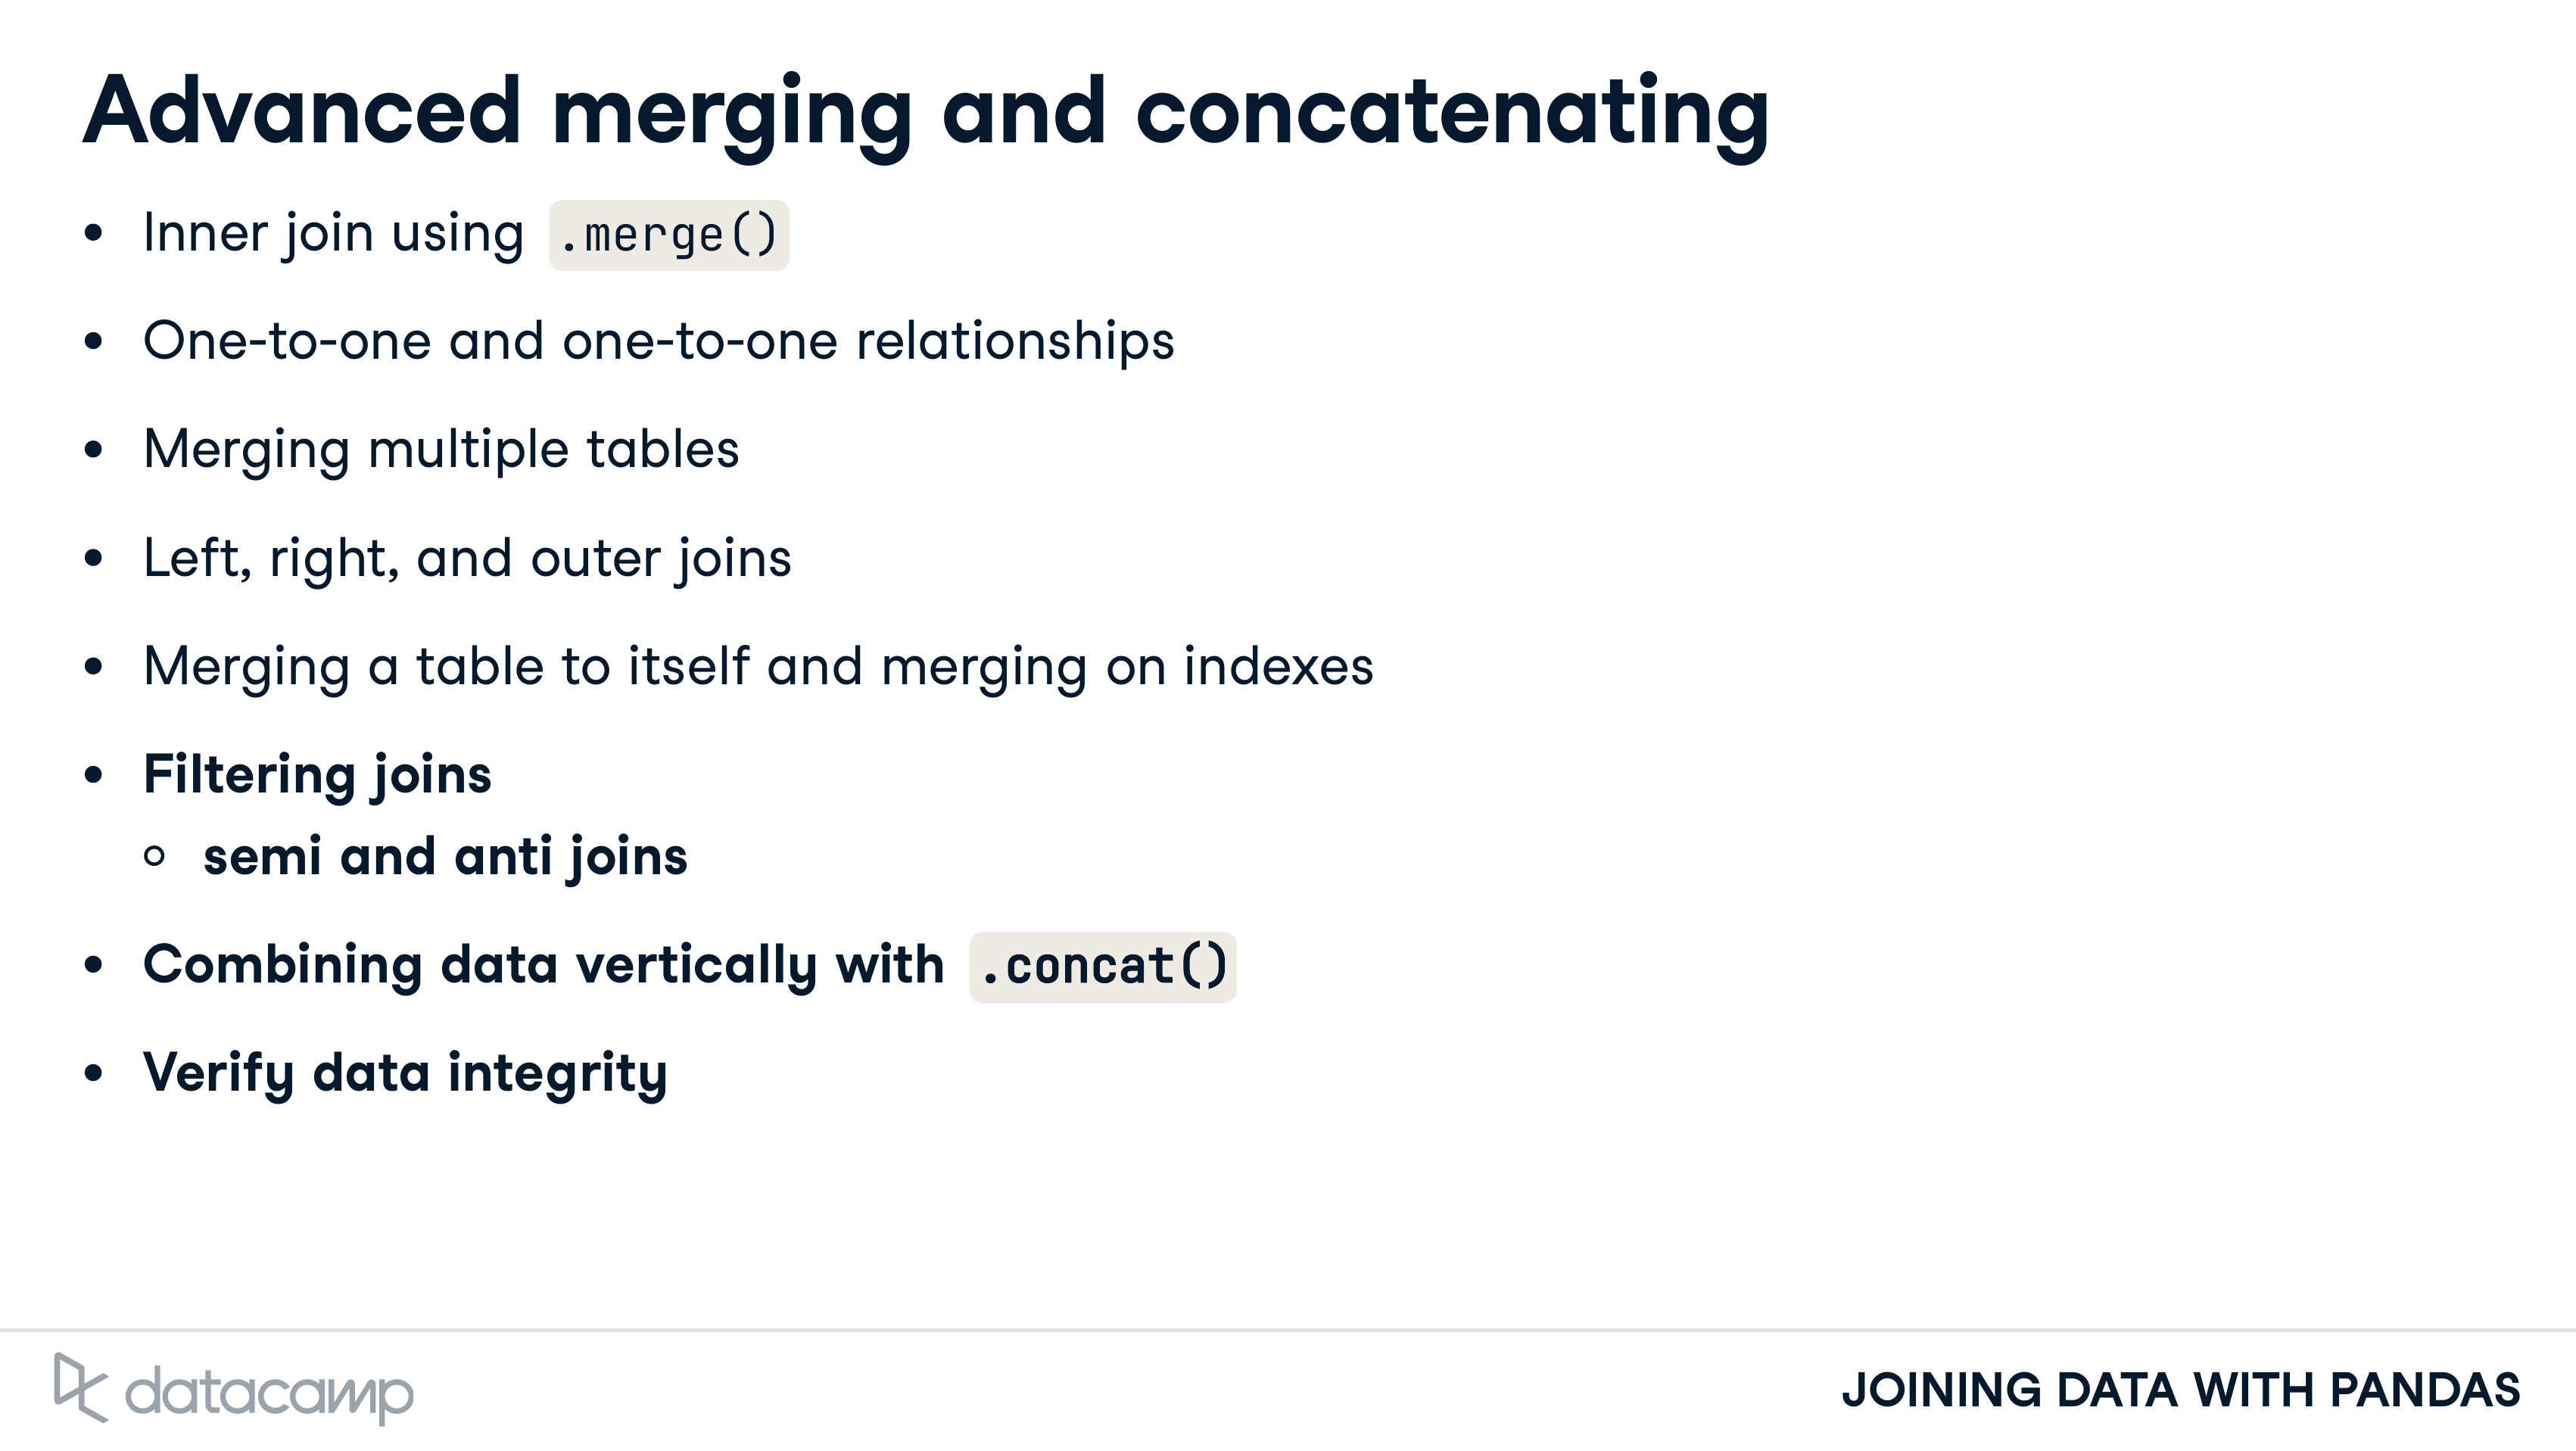 Advanced merging and concatenating
• Inner join using .merge()
• One-to-one and one-to-one relationships
• Merging multiple tables
• Left, right, and outer joins
• Merging a table to itself and merging on indexes
• Filtering joins
○ semi and anti joins
• Combining data vertically with .concat()
• Verify data integrity
datacamp
JOINING DATA WITH PANDAS